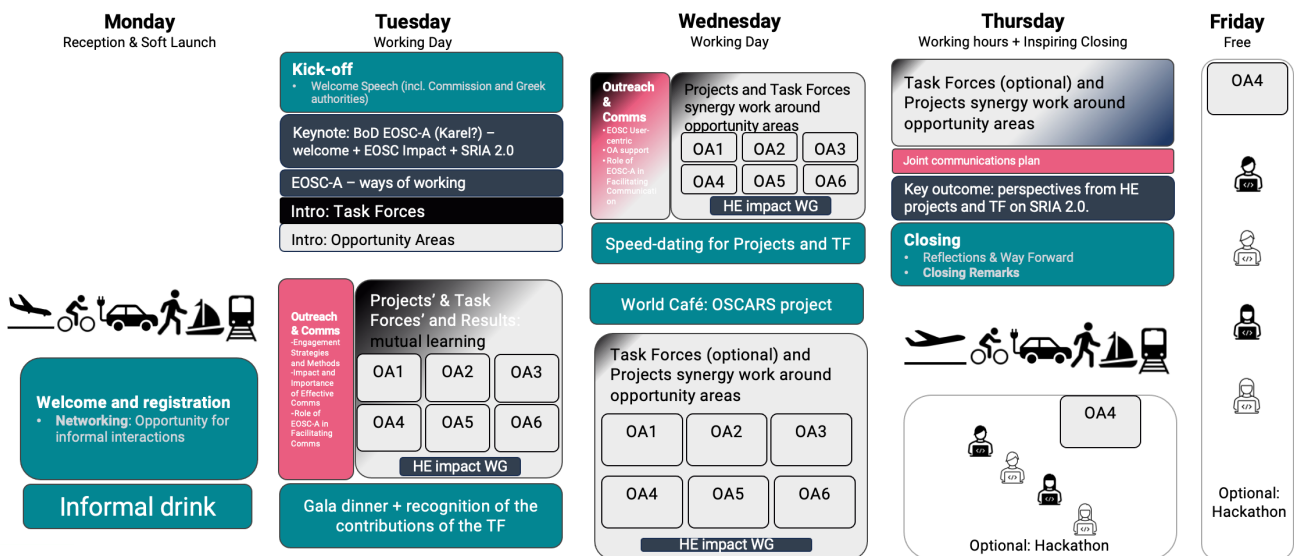 Monday
Reception & Soft Launch
Welcome and registration
• Networking: Opportunity for
informal interactions
Informal drink
Tuesday
Working Day
Kick-off
• Welcome Speech (incl. Commission and Greek
authorities)
Keynote: BoD EOSC-A (Karel?) –
welcome + EOSC Impact + SRIA 2.0
EOSC-A – ways of working
Intro: Task Forces
Intro: Opportunity Areas
Outreach
& Comms
-Engagement
Strategies
and Methods
-Impact and
Importance
of Effective
Comms
-Role of
EOSC-A in
Facilitating
Comms
Projects' & Task
Forces' and Results:
mutual learning
OA1 OA2 OA3
OA4 OA5 OA6
HE impact WG
Gala dinner + recognition of the
contributions of the TF
Wednesday
Working Day
Outreach
&
Comms
•EOSC User-
centric
•OA support
•Role of
EOSC-A in
Facilitating
Communicati
on
Projects and Task Forces
synergy work around
opportunity areas
OA1 OA2 OA3
OA4 OA5 OA6
HE impact WG
Speed-dating for Projects and TF
World Café: OSCARS project
Task Forces (optional) and
Projects synergy work around
opportunity areas
OA1 OA2 OA3
OA4 OA5 OA6
HE impact WG
Thursday
Working hours + Inspiring Closing
Task Forces (optional) and
Projects synergy work around
opportunity areas
Joint communications plan
Key outcome: perspectives from HE
projects and TF on SRIA 2.0.
Closing
• Reflections & Way Forward
• Closing Remarks
OA4
Optional: Hackathon
Friday
Free
OA4
Optional:
Hackathon